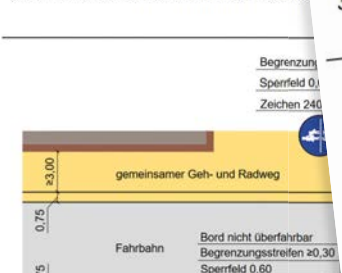 Begrenzung
Sperrfeld 0,
Zeichen 240
≥3,00
gemeinsamer Geh- und Radweg
0,75
Fahrbahn
Bord nicht überfahrbar
Begrenzungsstreifen ≥0,30
Sperrfeld 0,60